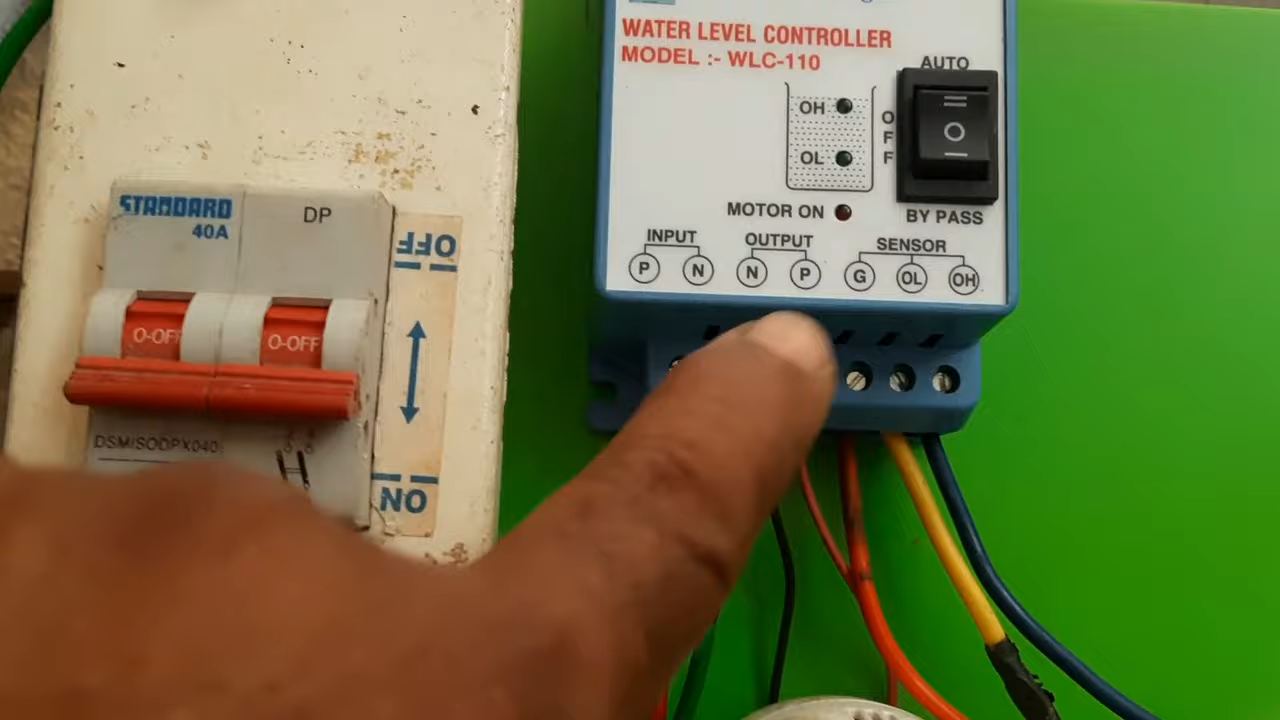 WATER LEVEL CONTROLLER
MODEL :- WLC-110
AUTO
OH
OL
OFF
MOTOR ON
BY PASS
INPUT
OUTPUT
SENSOR
P
N
N
P
G
OL
OH
STANDARD
40A
DP
OFF
O-OFF
O-OFF
ON